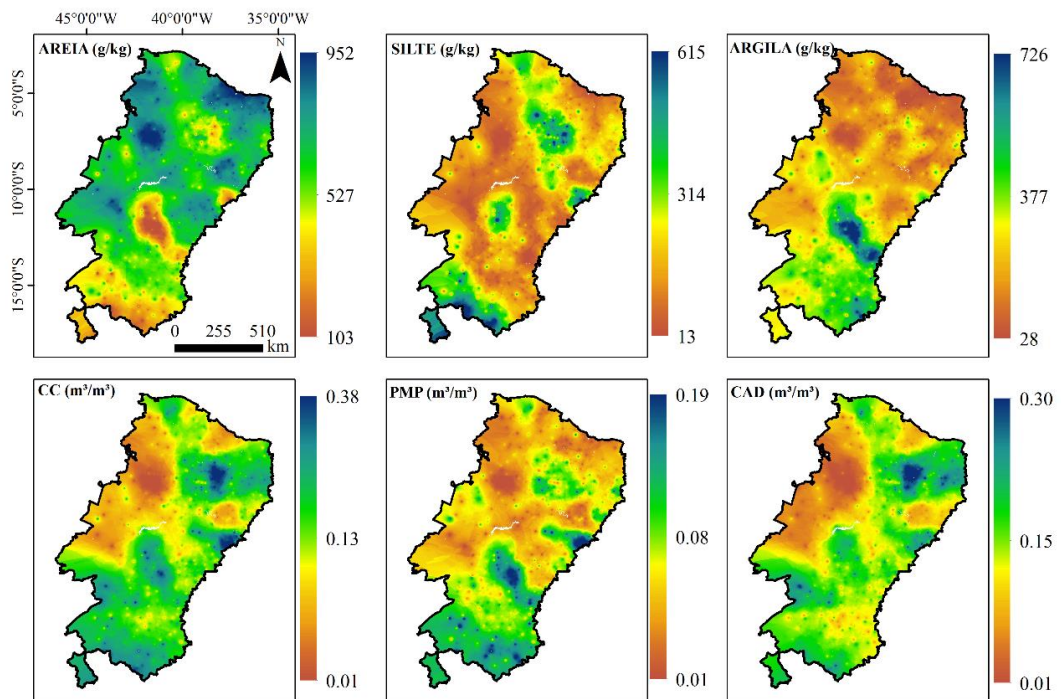 45°0'0"W 40°0'0"W 35°0'0"W
AREIA (g/kg)
N
952
527
103
5°0'0"S
10°0'0"S
15°0'0"S
0 255 510
km
SILTE (g/kg)
615
314
13
ARGILA (g/kg)
726
377
28
CC (m³/m³)
0.38
0.13
0.01
PMP (m³/m³)
0.19
0.08
0.01
CAD (m³/m³)
0.30
0.15
0.01